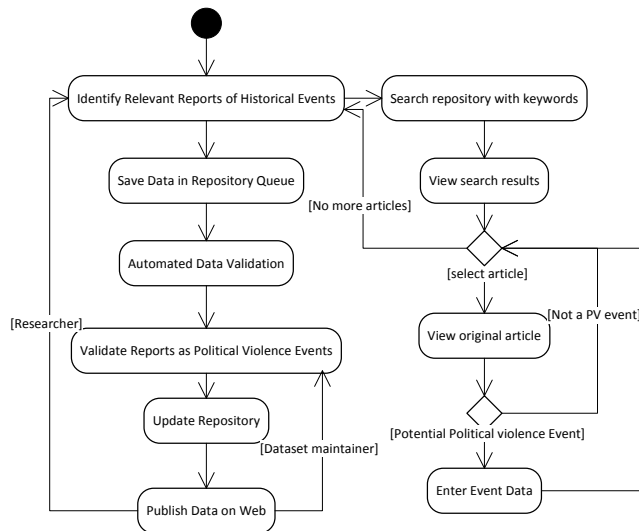 Identify Relevant Reports of Historical Events
Search repository with keywords
Save Data in Repository Queue
View search results
[No more articles]
Automated Data Validation
[select article]
[Researcher]
[Not a PV event]
Validate Reports as Political Violence Events
View original article
Update Repository
[Dataset maintainer]
[Potential Political violence Event]
Publish Data on Web
Enter Event Data